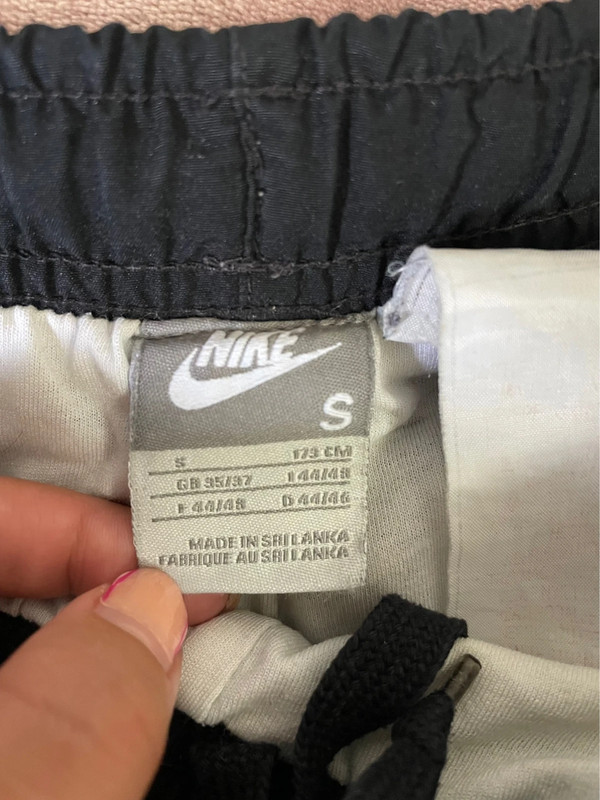 NIKE
S
S 173 CM
GB 35/37 I 44/48
F 44/48 D 44/46
MADE IN SRI LANKA
FABRIQUE AU SRI LANKA